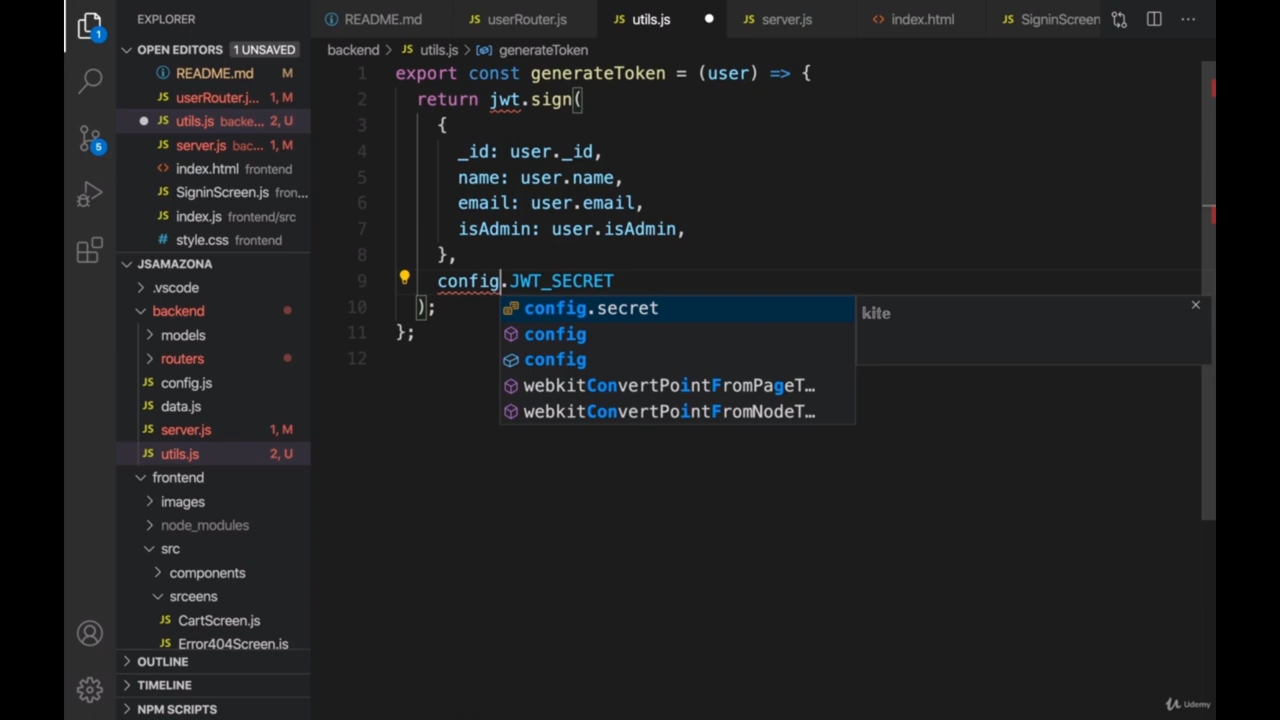 EXPLORER
README.md
userRouter.js
utils.js
server.js
index.html
SigninScreen
OPEN EDITORS
1 UNSAVED
backend > utils.js > generateToken
README.md M
userRouter.j... 1, M
utils.js backe... 2, U
server.js bac... 1, M
index.html frontend
SigninScreen.js fron...
index.js frontend/src
style.css frontend
JSAMAZONA
.vscode
backend
models
routers
config.js
data.js
server.js 1, M
utils.js 2, U
frontend
images
node_modules
src
components
srceens
CartScreen.js
Error404Screen.js
OUTLINE
TIMELINE
NPM SCRIPTS
1
5
1 export const generateToken = (user) => {
2 return jwt.sign(
3 {
4 _id: user._id,
5 name: user.name,
6 email: user.email,
7 isAdmin: user.isAdmin,
8 },
9 config.JWT_SECRET
10 );
11 };
12
config.secret
config
config
webkitConvertPointFromPageT...
webkitConvertPointFromNodeT...
kite
Udemy